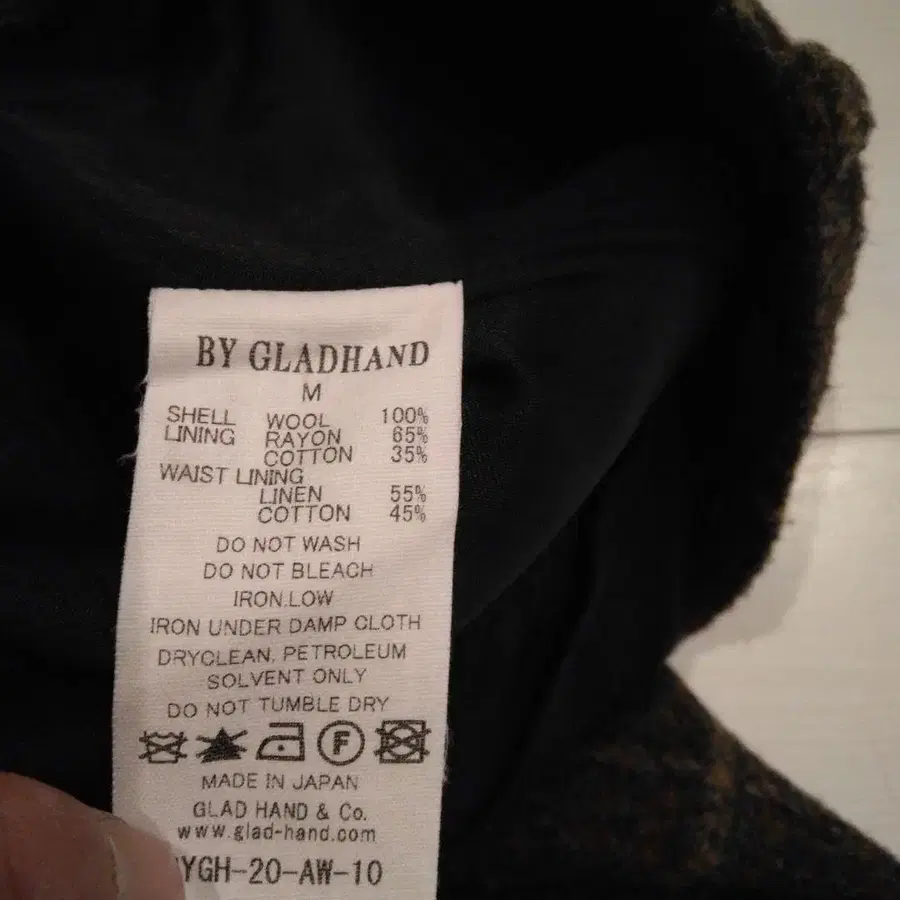 BY GLADHAND
M
SHELL WOOL 100%
LINING RAYON 65%
COTTON 35%
WAIST LINING
LINEN 55%
COTTON 45%
DO NOT WASH
DO NOT BLEACH
IRON.LOW
IRON UNDER DAMP CLOTH
DRYCLEAN, PETROLEUM
SOLVENT ONLY
DO NOT TUMBLE DRY
F
MADE IN JAPAN
GLAD HAND & Co.
www.glad-hand.com
YGH-20-AW-10